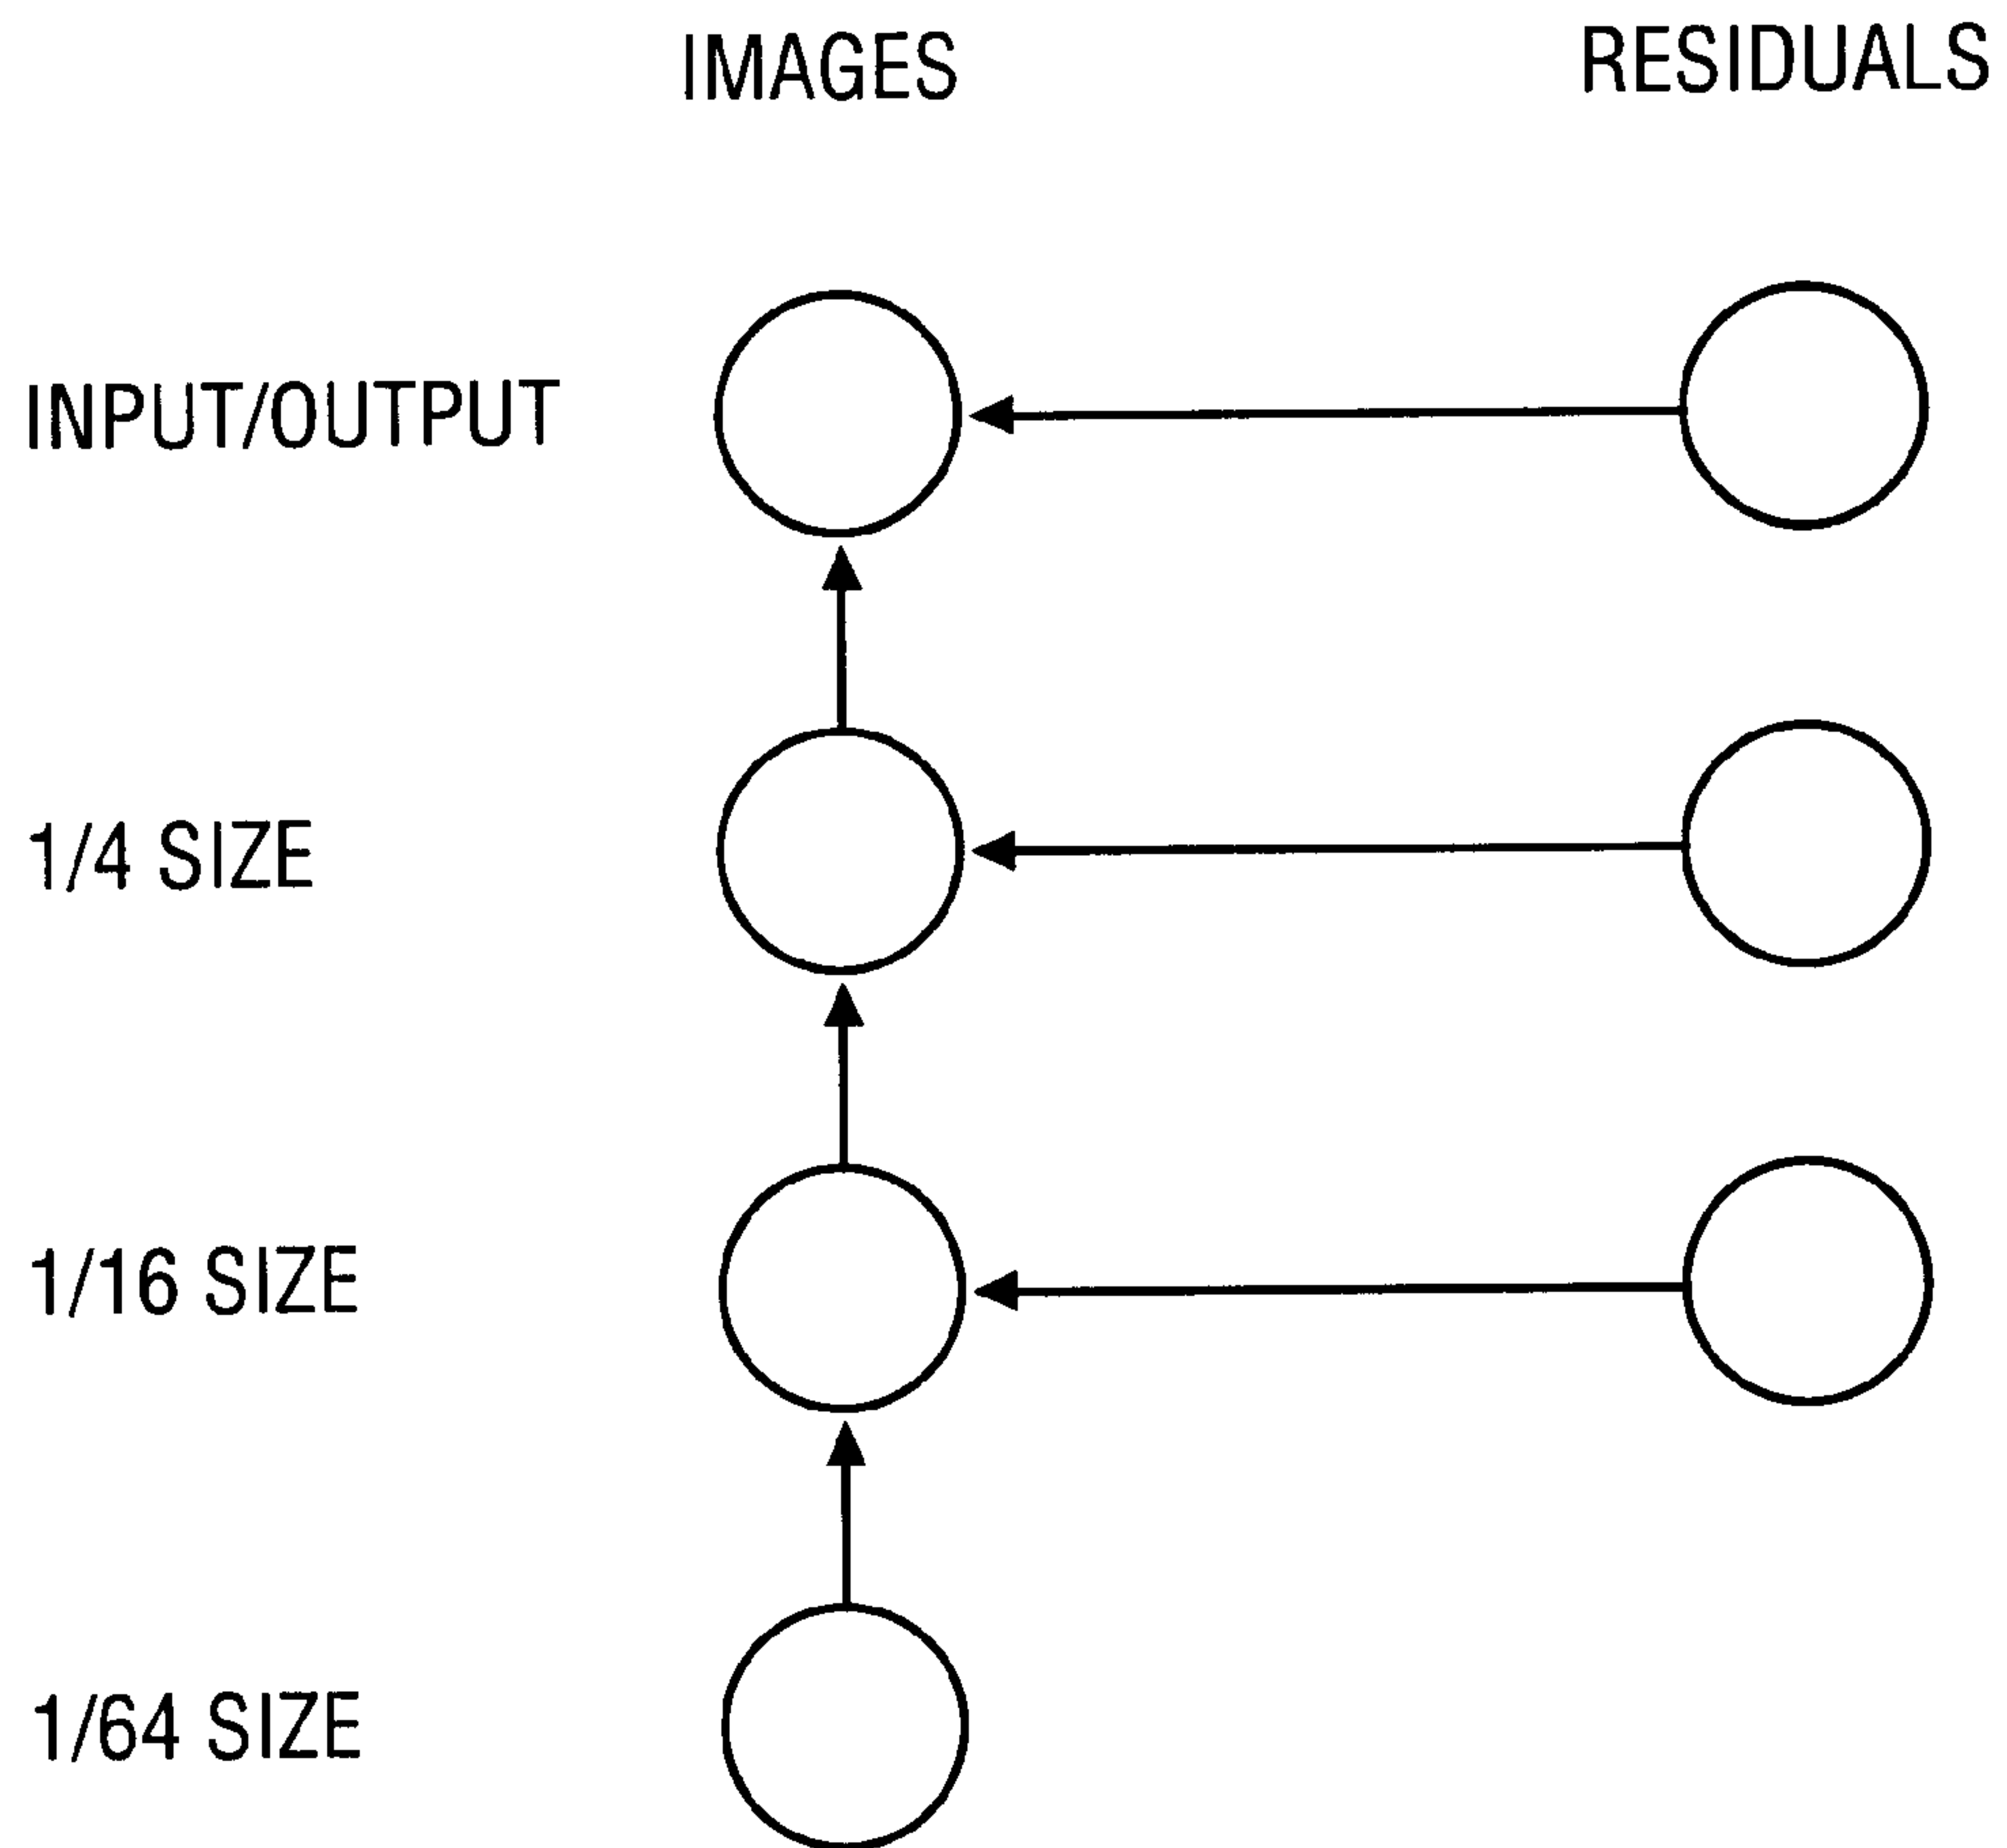 IMAGES
RESIDUALS
INPUT/OUTPUT
1/4 SIZE
1/16 SIZE
1/64 SIZE